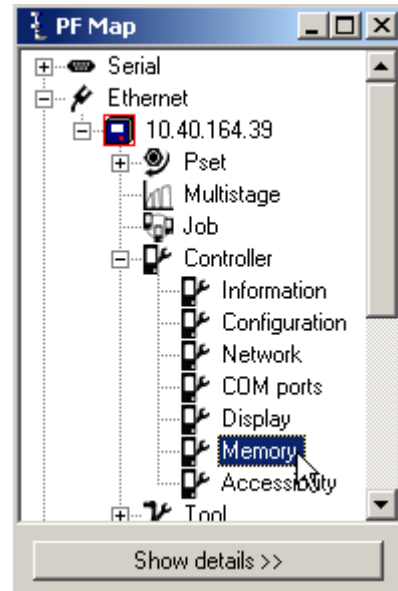 PF Map
Serial
Ethernet
10.40.164.39
Pset
Multistage
Job
Controller
Information
Configuration
Network
COM ports
Display
Memory
Accessibility
Tool
Show details >>